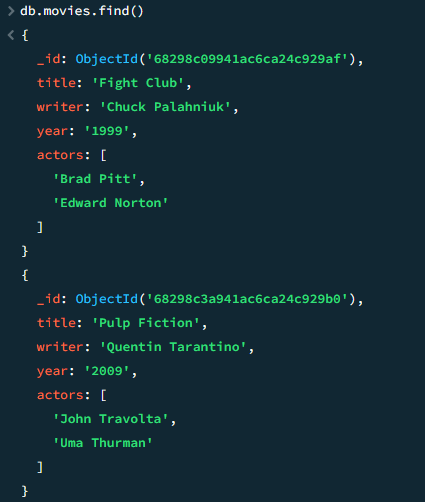 > db.movies.find()
< {
_id: ObjectId('68298c09941ac6ca24c929af'),
title: 'Fight Club',
writer: 'Chuck Palahniuk',
year: '1999',
actors: [
'Brad Pitt',
'Edward Norton'
]
}
{
_id: ObjectId('68298c3a941ac6ca24c929b0'),
title: 'Pulp Fiction',
writer: 'Quentin Tarantino',
year: '2009',
actors: [
'John Travolta',
'Uma Thurman'
]
}